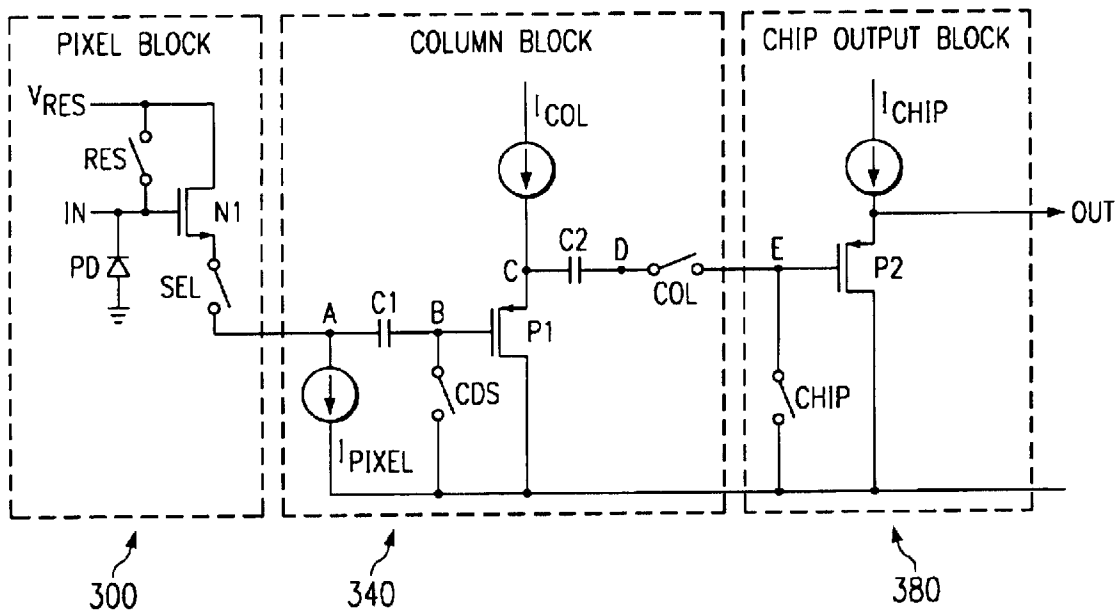 PIXEL BLOCK
COLUMN BLOCK
CHIP OUTPUT BLOCK
VRES
RES
IN
N1
PD
SEL
ICOL
ICHIP
OUT
C2
C
D
E
COL
P2
A
C1
B
P1
CDS
CHIP
IPIXEL
300
340
380